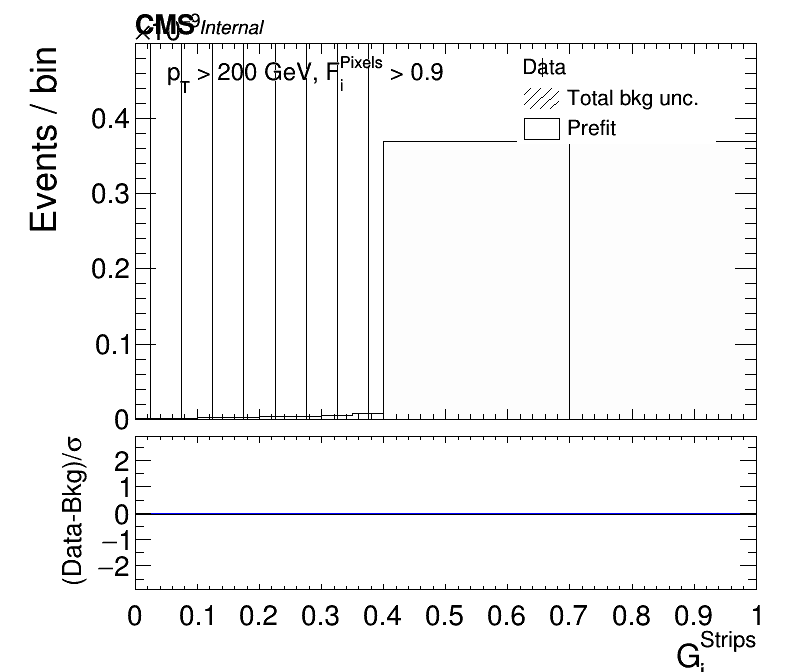 CMS Internal
×10⁻⁹
p_T > 200 GeV, F_i^Pixels > 0.9
Data
Total bkg unc.
Prefit
Events / bin
0.4
0.3
0.2
0.1
0
(Data-Bkg)/σ
2
1
0
−1
−2
0 0.1 0.2 0.3 0.4 0.5 0.6 0.7 0.8 0.9 1
G_i^Strips